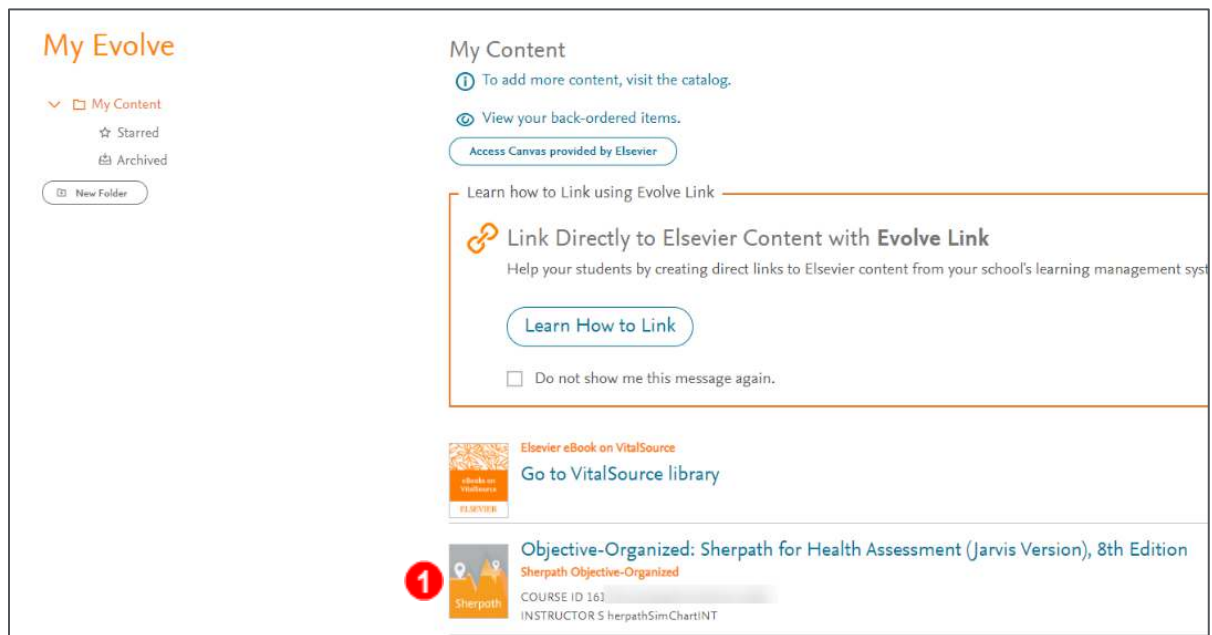 My Evolve
My Content
Starred
Archived
New Folder
My Content
To add more content, visit the catalog.
View your back-ordered items.
Access Canvas provided by Elsevier
Learn how to Link using Evolve Link
Link Directly to Elsevier Content with Evolve Link
Help your students by creating direct links to Elsevier content from your school's learning management syst
Learn How to Link
Do not show me this message again.
eBooks on
VitalSource
ELSEVIER
Elsevier eBook on VitalSource
Go to VitalSource library
1
Sherpath
Objective-Organized: Sherpath for Health Assessment (Jarvis Version), 8th Edition
Sherpath Objective-Organized
COURSE ID 161
INSTRUCTOR S herpathSimChartINT